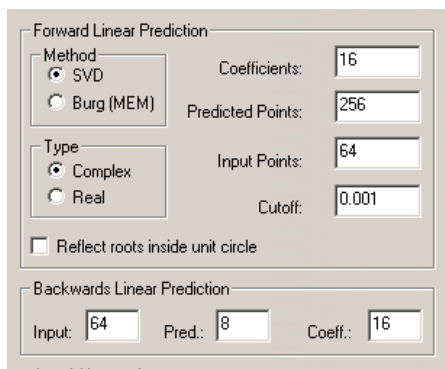 Forward Linear Prediction
Method
SVD
Burg (MEM)
Type
Complex
Real
Coefficients: 16
Predicted Points: 256
Input Points: 64
Cutoff: 0.001
Reflect roots inside unit circle
Backwards Linear Prediction
Input: 64 Pred.: 8 Coeff.: 16